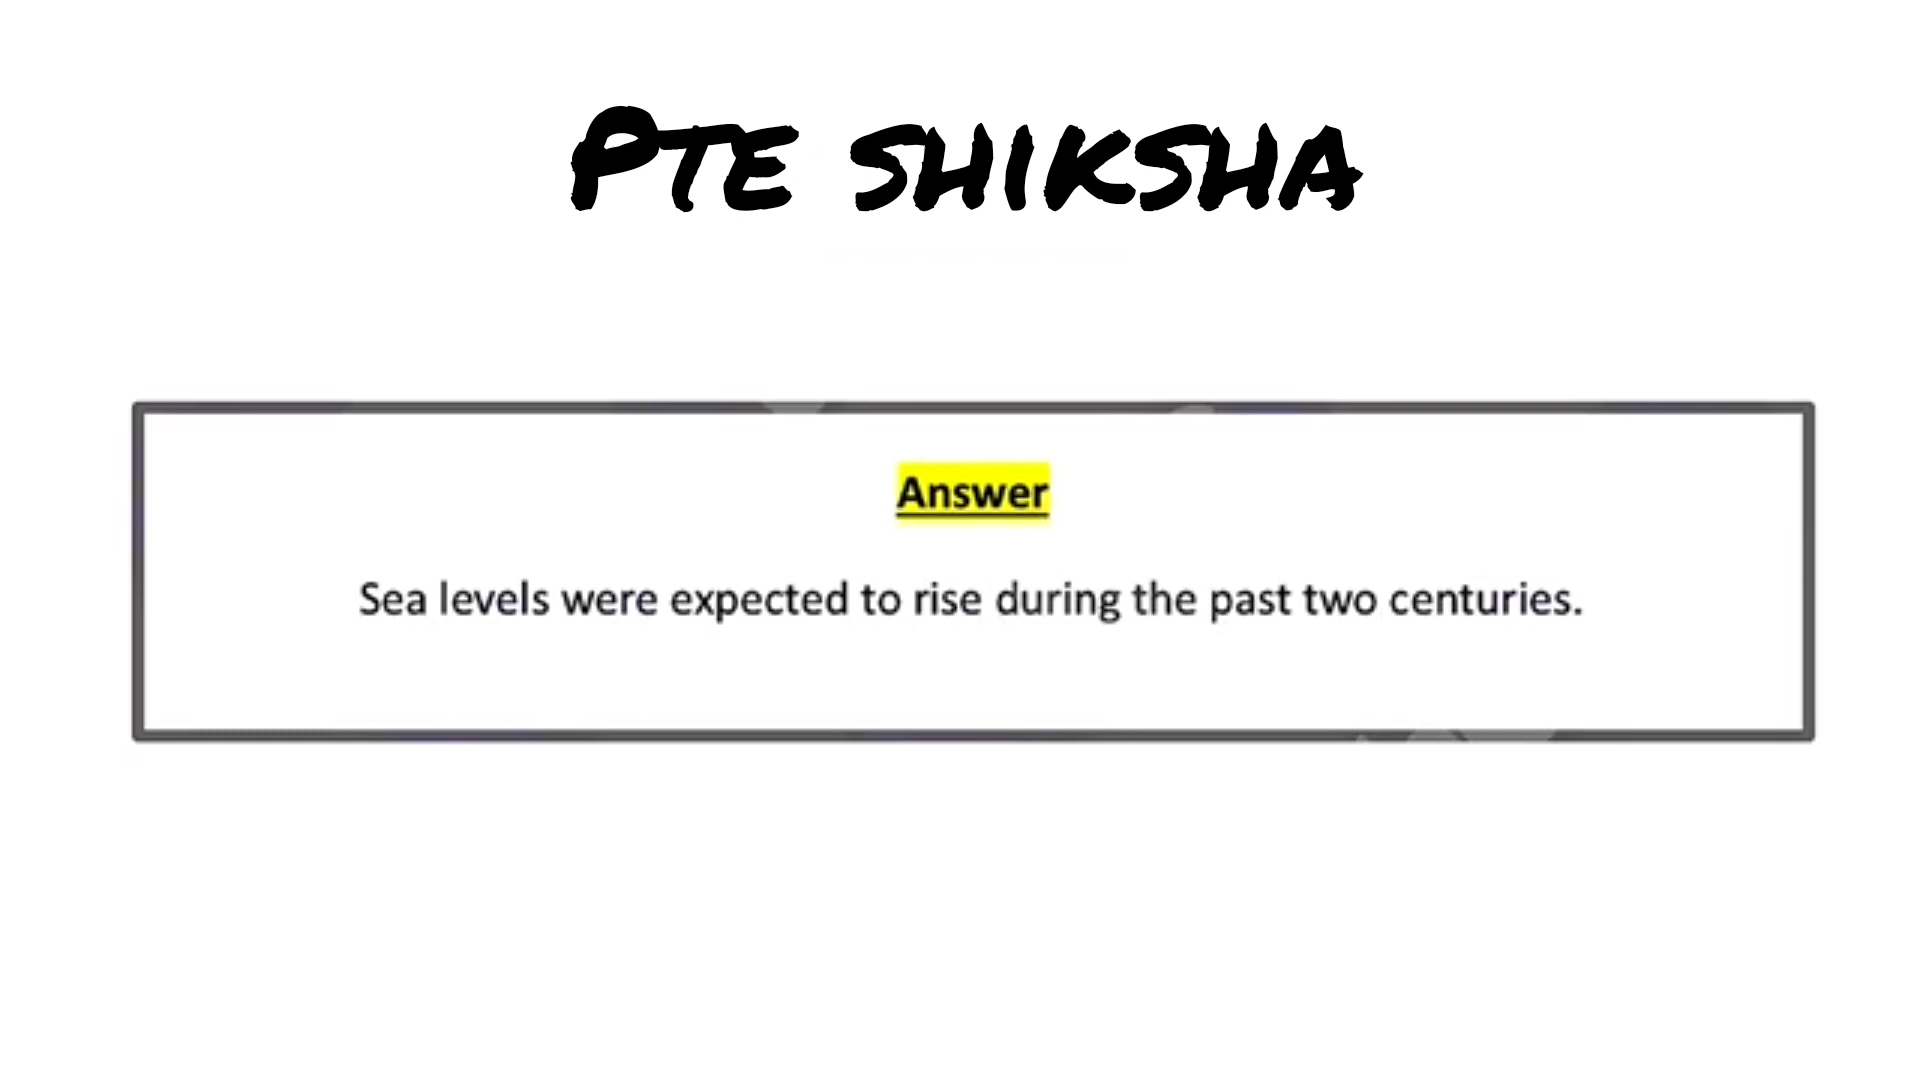 Pte shiksha
Answer
Sea levels were expected to rise during the past two centuries.